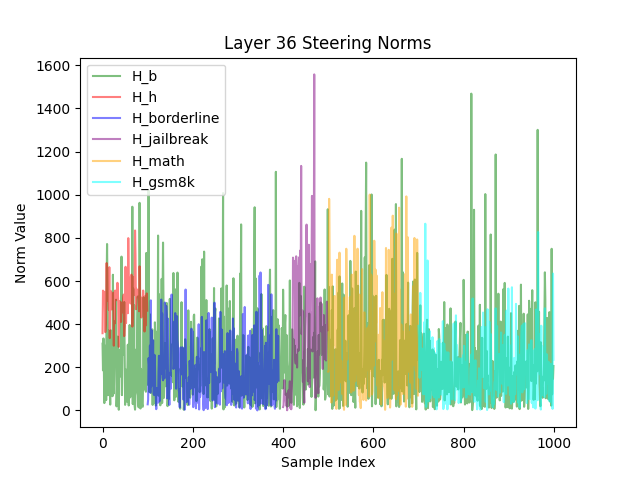 Layer 36 Steering Norms
Norm Value
1600
1400
1200
1000
800
600
400
200
0
H_b
H_h
H_borderline
H_jailbreak
H_math
H_gsm8k
0
200
400
600
800
1000
Sample Index